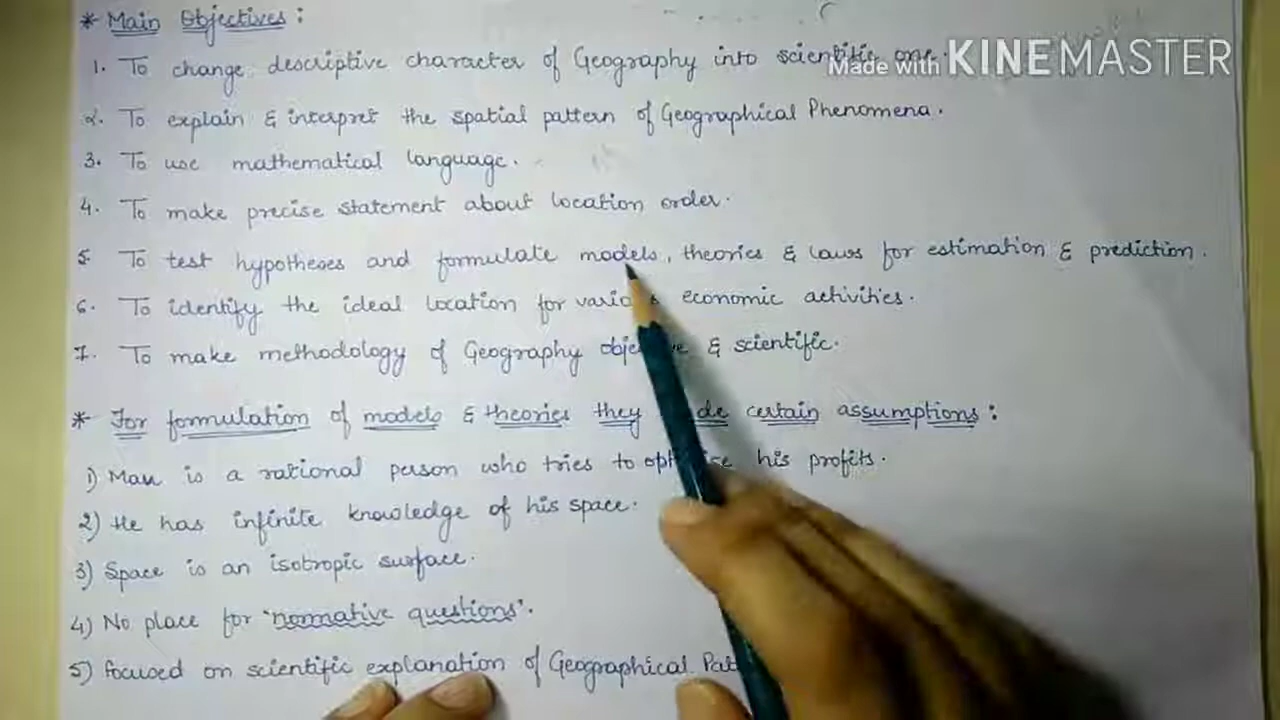 * Main Objectives :
1. To change descriptive character of Geography into scientific one.
Made with KINEMASTER
2. To explain & interpret the spatial pattern of Geographical Phenomena.
3. To use mathematical language.
4. To make precise statement about location order.
5 To test hypotheses and formulate models, theories & laws for estimation & prediction.
6. To identify the ideal location for economic activities.
7. To make methodology of Geography & scientific.
* For formulation of models & theories they certain assumptions :
1) Man is a rational person who tries to his profits.
2) He has infinite knowledge of his space.
3) Space is an isotropic surface.
4) No place for "normative questions".
5) focused on scientific explanation of Geographical